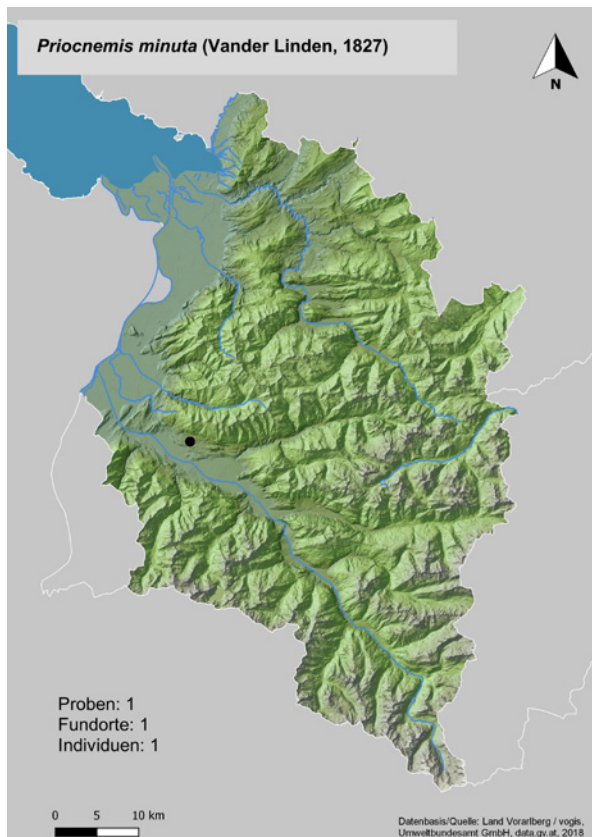 Priocnemis minuta (Vander Linden, 1827)
N
Proben: 1
Fundorte: 1
Individuen: 1
0 5 10 km
Datenbasis/Quelle: Land Vorarlberg / vogis,
Umweltbundesamt GmbH, data.gv.at, 2018